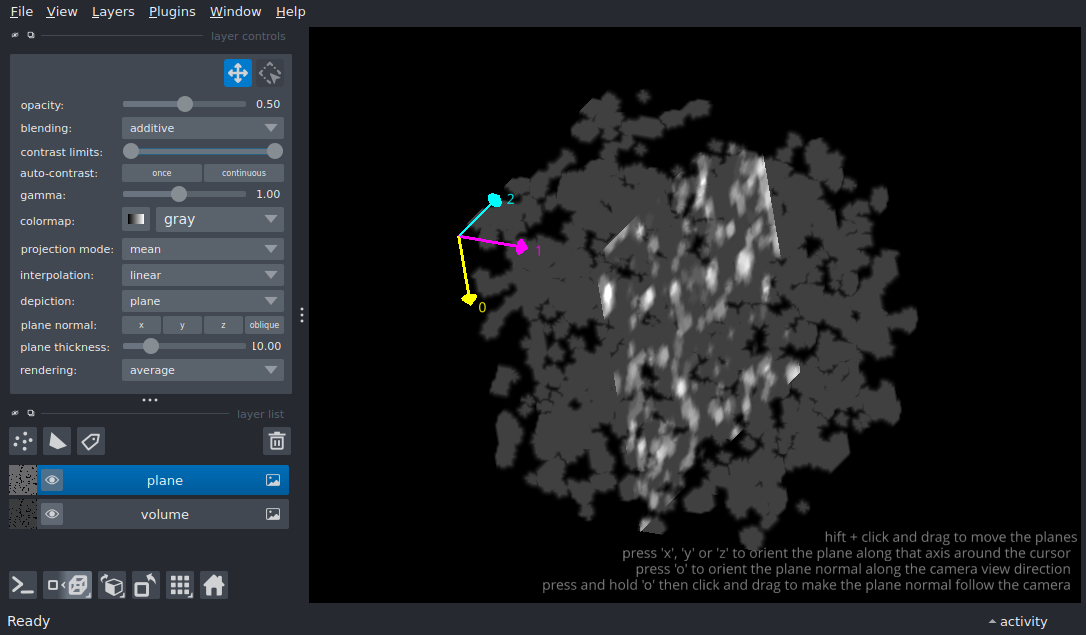 File View Layers Plugins Window Help
layer controls
opacity: 0.50
blending: additive
contrast limits:
auto-contrast: once continuous
gamma: 1.00
colormap: gray
projection mode: mean
interpolation: linear
depiction: plane
plane normal: x y z oblique
plane thickness: 10.00
rendering: average
layer list
plane
volume
2
1
0
hift + click and drag to move the planes
press 'x', 'y' or 'z' to orient the plane along that axis around the cursor
press 'o' to orient the plane normal along the camera view direction
press and hold 'o' then click and drag to make the plane normal follow the camera
Ready
activity